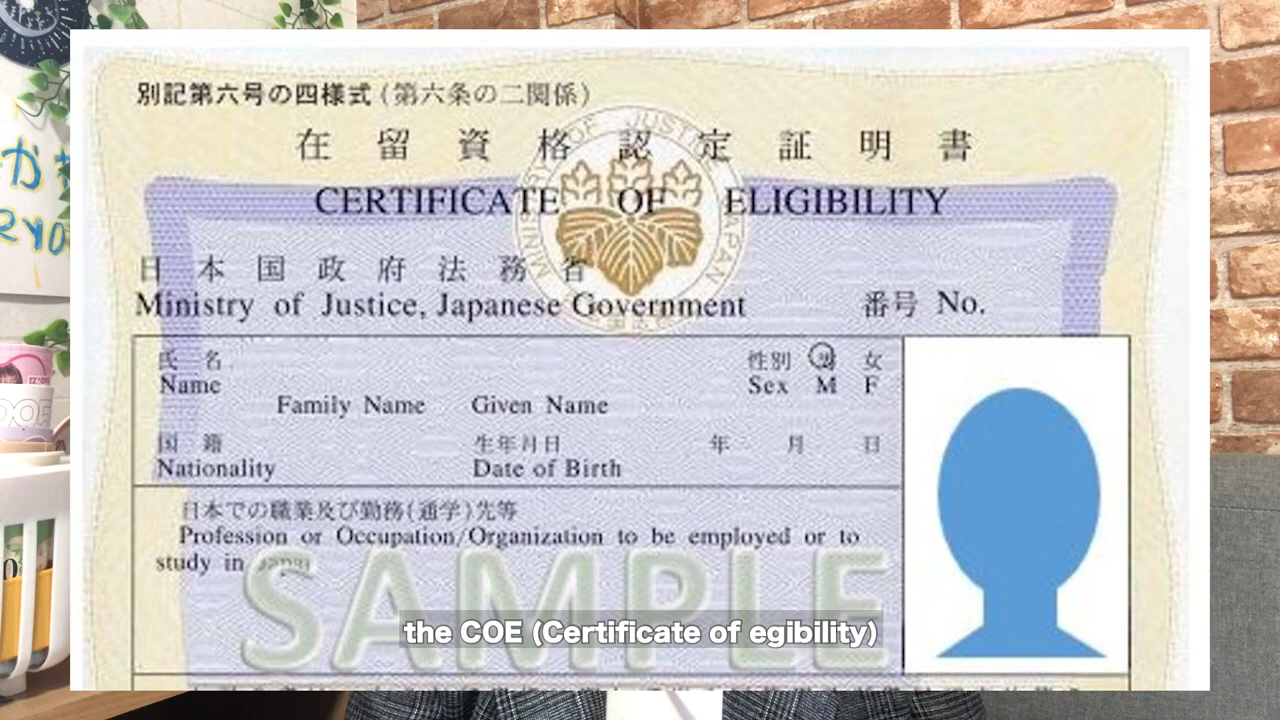 別記第六号の四様式(第六条の二関係)
在留資格認定証明書
CERTIFICATE OF ELIGIBILITY
日本国政府法務省
Ministry of Justice, Japanese Government 番号 No.
氏名 性別 男 女
Name Sex M F
Family Name Given Name
国籍 生年月日 年 月 日
Nationality Date of Birth
日本での職業及び勤務(通学)先等
Profession or Occupation/Organization to be employed or to
study in Japan
SAMPLE
the COE (Certificate of egibility)